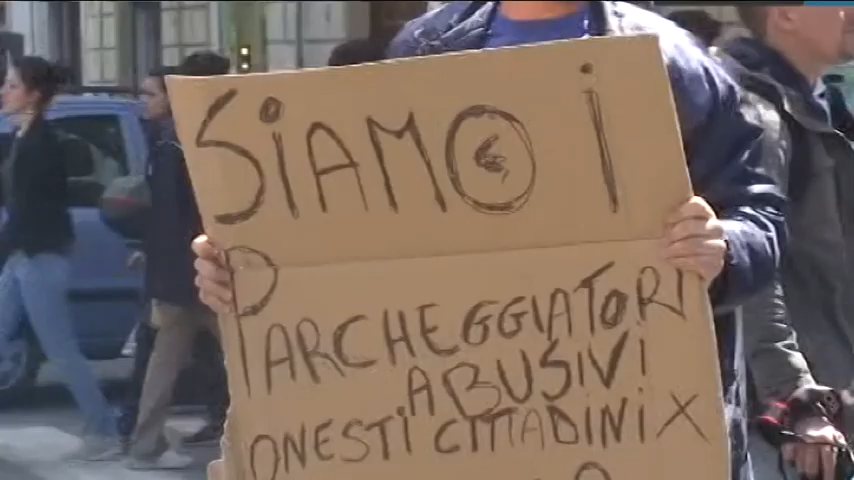 SiAMO i
PARCHEGGIATORI
ABUSIVI
ONESTi CITTADINI X